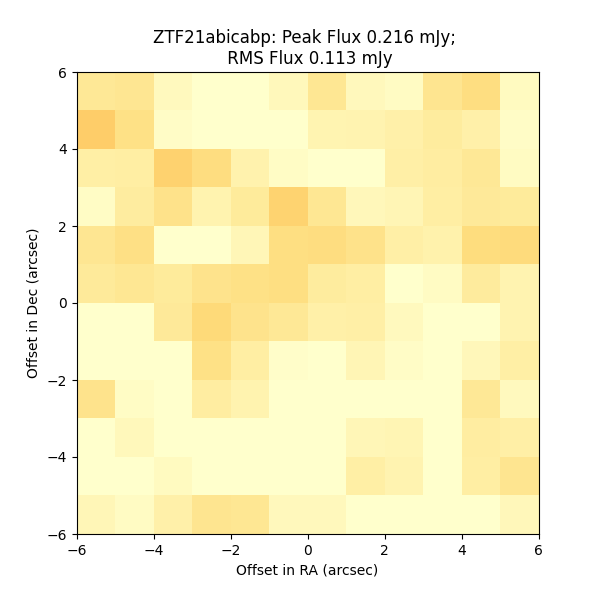 ZTF21abicabp: Peak Flux 0.216 mJy;
RMS Flux 0.113 mJy
6
4
2
0
−2
−4
−6
Offset in Dec (arcsec)
−6 −4 −2 0 2 4 6
Offset in RA (arcsec)